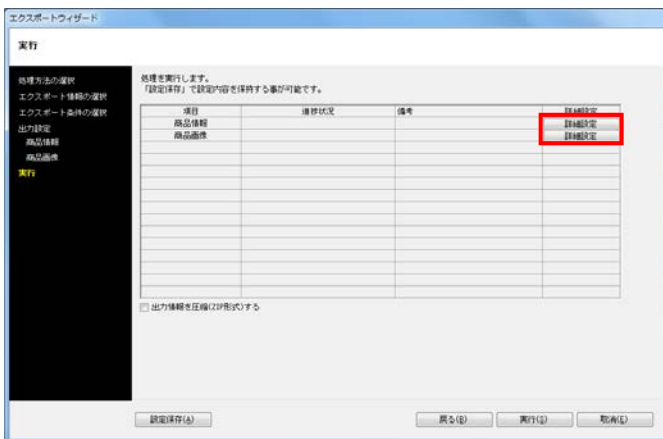 エクスポートウィザード
実行
処理方法の選択
エクスポート情報の選択
エクスポート条件の選択
出力設定
商品情報
商品画像
実行
処理を実行します。
「設定保存」で設定内容を保持する事が可能です。
項目 進捗状況 備考 詳細設定
商品情報 詳細設定
商品画像 詳細設定
出力情報を圧縮(ZIP形式)する
設定保存(A) 戻る(B) 実行(S) 取消(E)